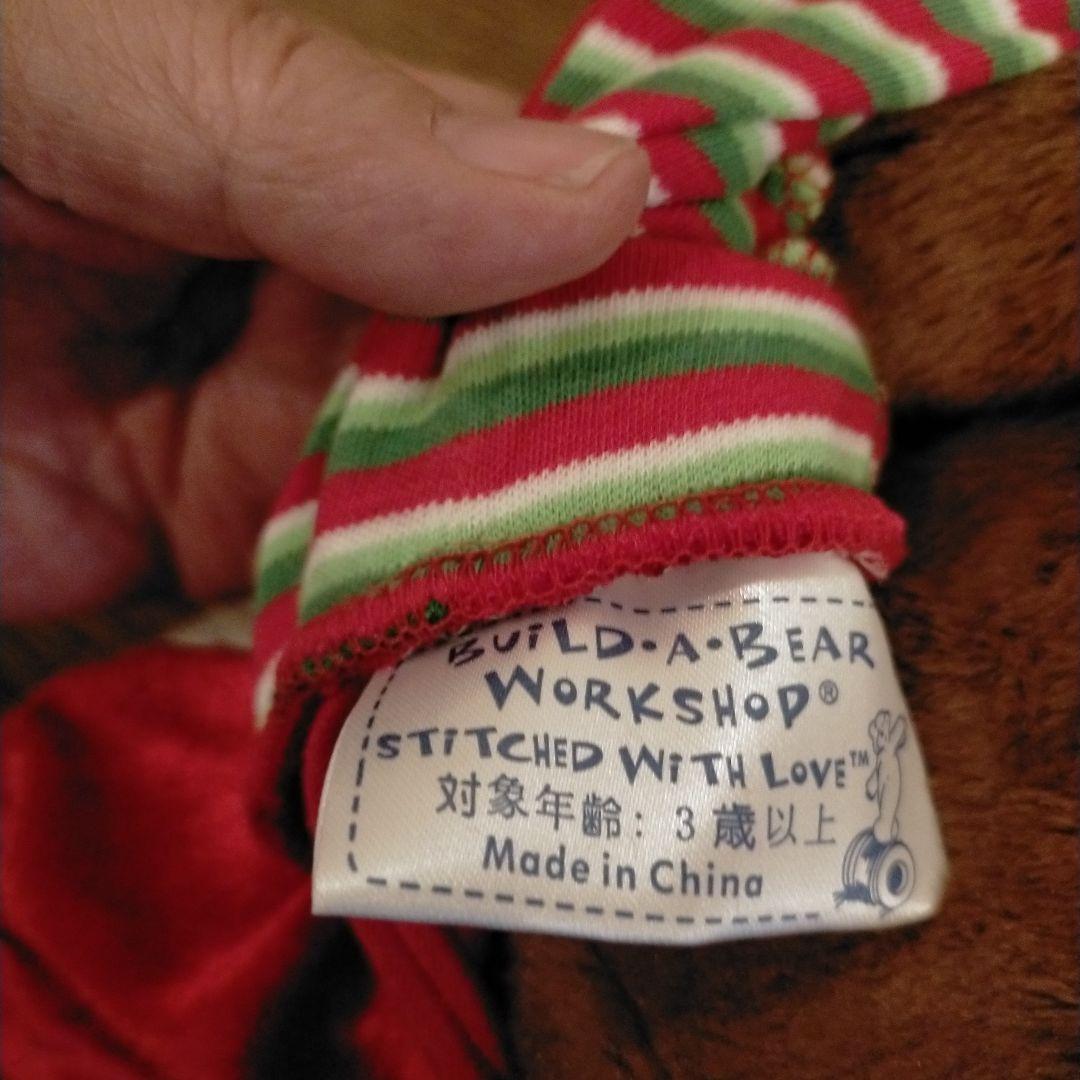 BUILD•A•BEAR
WORKSHOP®
STITCHED WITH LOVE™
対象年齢: 3歳以上
Made in China